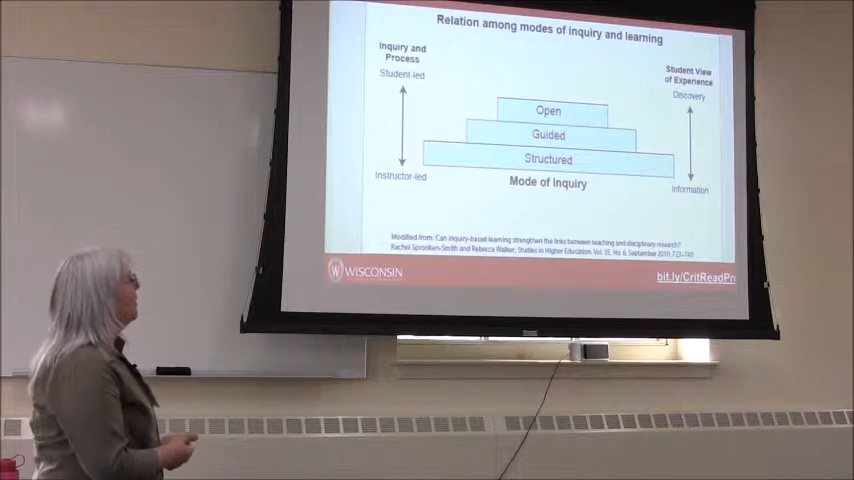 Relation among modes of inquiry and learning
Inquiry and
Process
Student-led
Instructor-led
Open
Guided
Structured
Mode of Inquiry
Student View
of Experience
Discovery
Information
Modified from: 'Can inquiry-based learning strengthen the links between teaching and disciplinary research?'
Rachel Spronken-Smith and Rebecca Walker; Studies in Higher Education, Vol. 35, No. 6, September 2010, 723-740
W WISCONSIN
bit.ly/CritReadPn